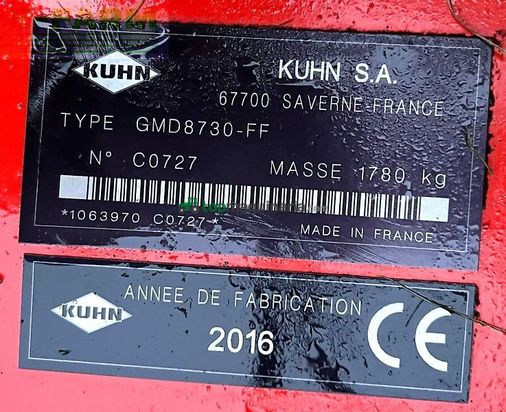 KUHN
KUHN S.A.
67700 SAVERNE-FRANCE
TYPE GMD8730-FF
N° C0727 MASSE 1780 kg
*1063970 C0727-*
MADE IN FRANCE
KUHN
ANNEE DE FABRICATION
2016
CE